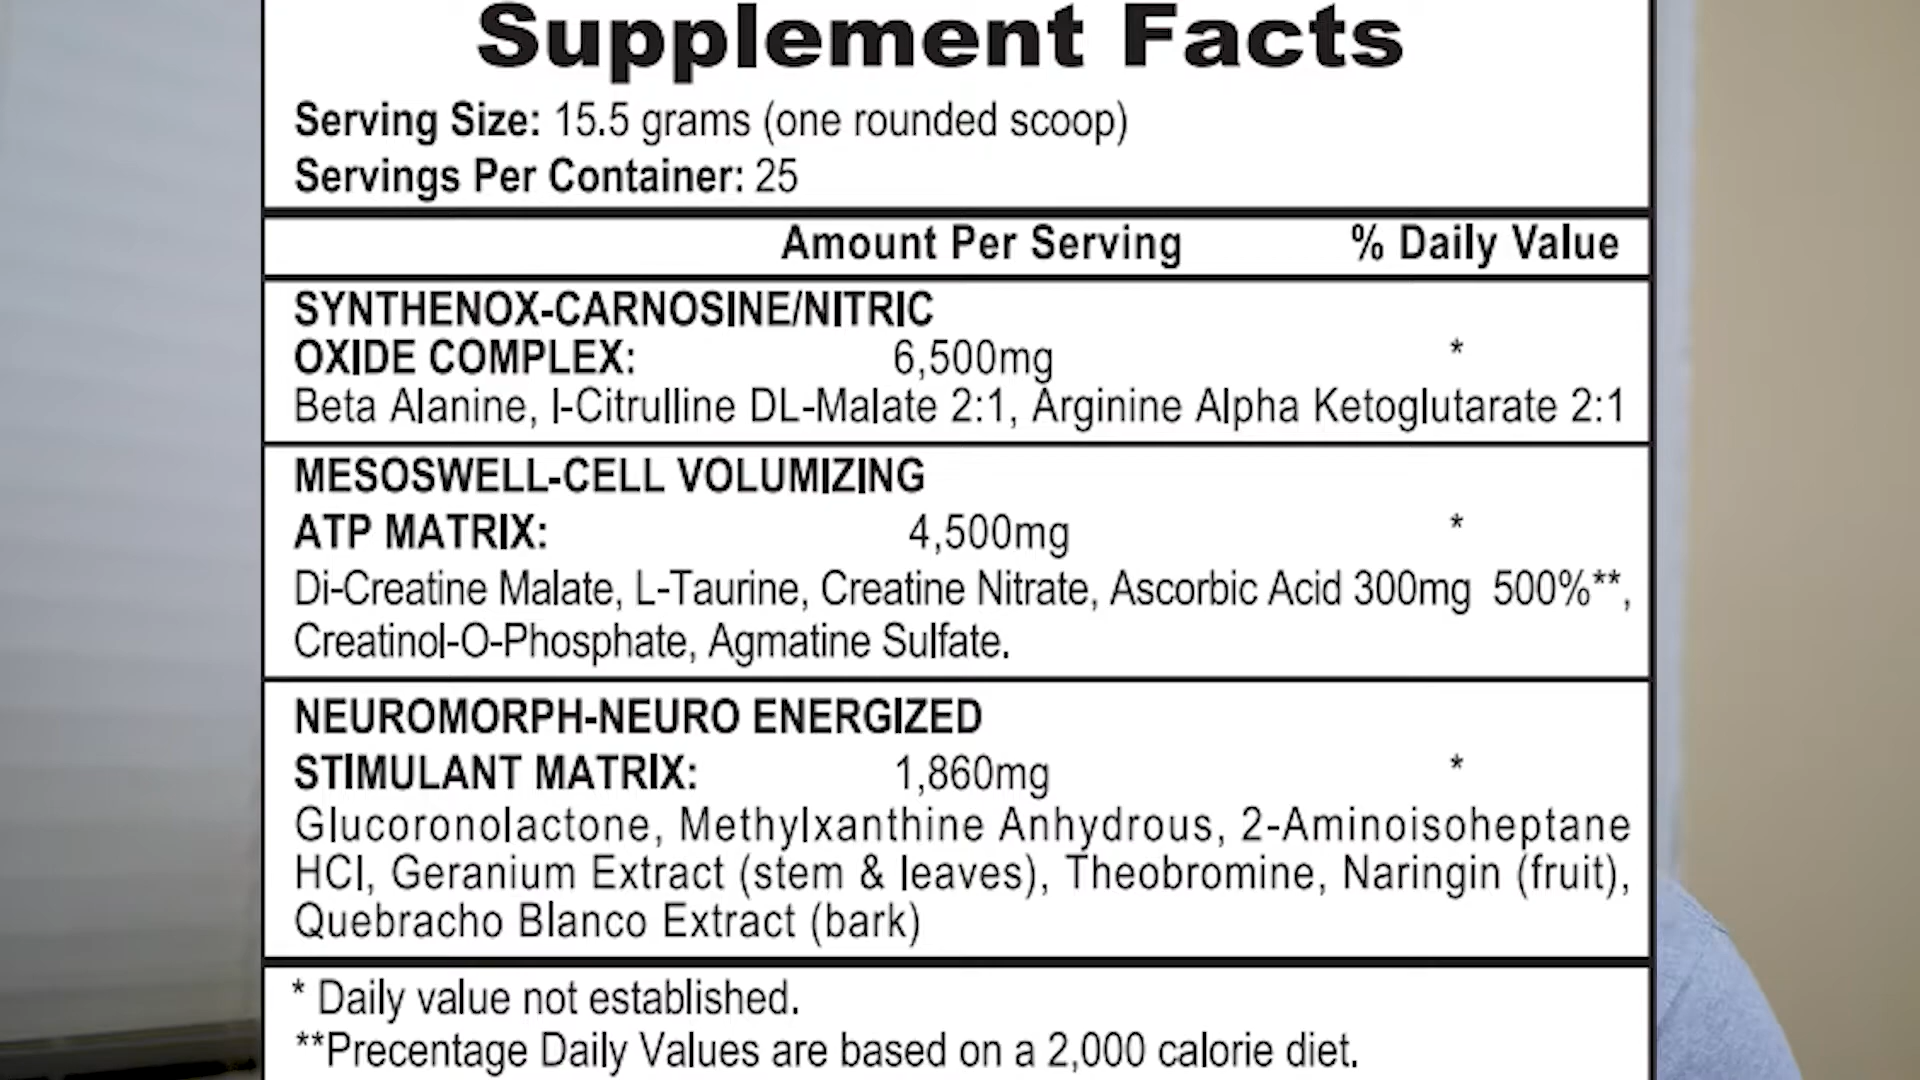 Supplement Facts
Serving Size: 15.5 grams (one rounded scoop)
Servings Per Container: 25
Amount Per Serving % Daily Value
SYNTHENOX-CARNOSINE/NITRIC
OXIDE COMPLEX: 6,500mg *
Beta Alanine, l-Citrulline DL-Malate 2:1, Arginine Alpha Ketoglutarate 2:1
MESOSWELL-CELL VOLUMIZING
ATP MATRIX: 4,500mg *
Di-Creatine Malate, L-Taurine, Creatine Nitrate, Ascorbic Acid 300mg 500%**,
Creatinol-O-Phosphate, Agmatine Sulfate.
NEUROMORPH-NEURO ENERGIZED
STIMULANT MATRIX: 1,860mg *
Glucoronolactone, Methylxanthine Anhydrous, 2-Aminoisoheptane
HCl, Geranium Extract (stem & leaves), Theobromine, Naringin (fruit),
Quebracho Blanco Extract (bark)
* Daily value not established.
**Precentage Daily Values are based on a 2,000 calorie diet.